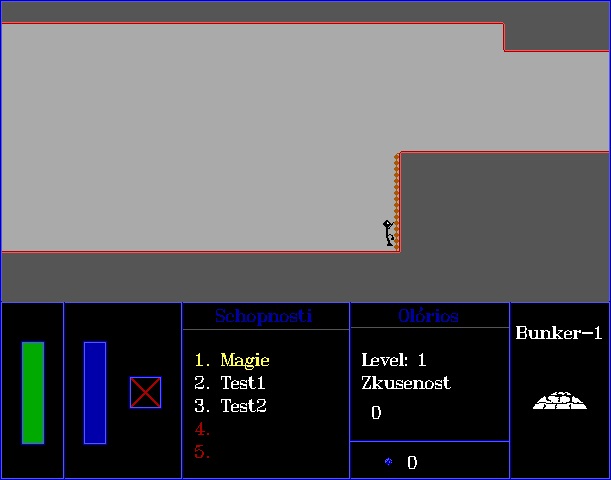 Schopnosti
1. Magie
2. Test1
3. Test2
4.
5.
Olórios
Level: 1
Zkusenost
0
0
Bunker-1